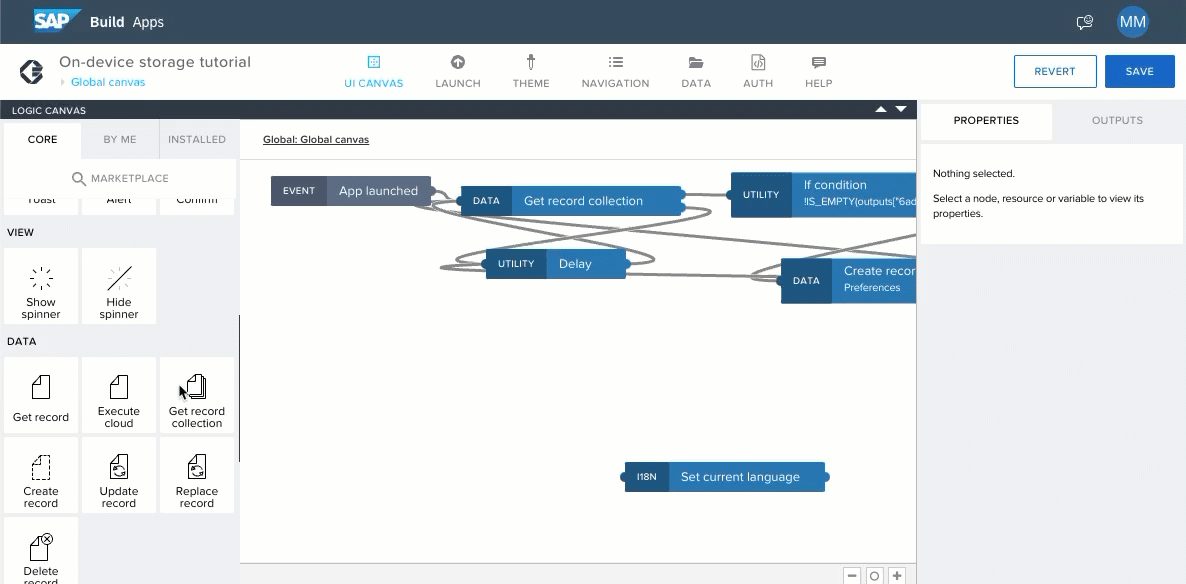 SAP Build Apps
MM
On-device storage tutorial
Global canvas
UI CANVAS
LAUNCH
THEME
NAVIGATION
DATA
AUTH
HELP
REVERT
SAVE
LOGIC CANVAS
CORE
BY ME
INSTALLED
MARKETPLACE
Toast
Alert
Confirm
VIEW
Show
spinner
Hide
spinner
DATA
Get record
Execute
cloud
Get record
collection
Create
record
Update
record
Replace
record
Delete
record
Global: Global canvas
EVENT App launched
DATA Get record collection
UTILITY If condition
!IS_EMPTY(outputs["6ad
UTILITY Delay
DATA Create recor
Preferences
I18N Set current language
PROPERTIES
OUTPUTS
Nothing selected.
Select a node, resource or variable to view its
properties.